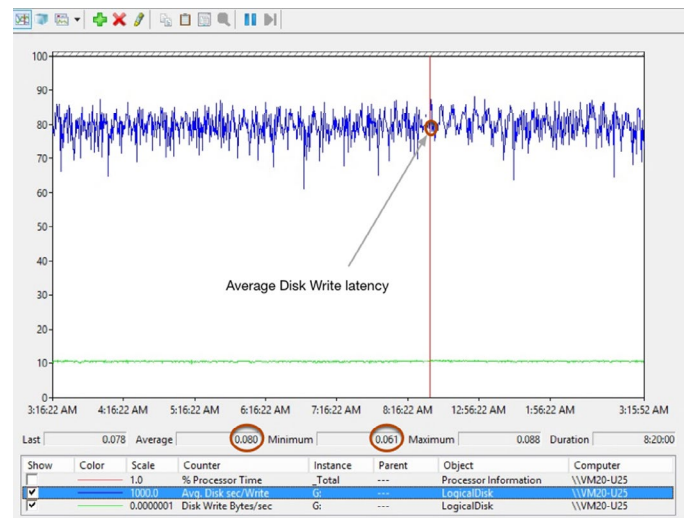 100
90
80
70
60
50
40
30
20
10
0
Average Disk Write latency
3:16:22 AM 4:16:22 AM 5:16:22 AM 6:16:22 AM 7:16:22 AM 8:16:22 AM 12:56:22 AM 1:56:22 AM 3:15:52 AM
Last 0.078 Average 0.080 Minimum 0.061 Maximum 0.088 Duration 8:20:00
Show Color Scale Counter Instance Parent Object Computer
1.0 % Processor Time _Total --- Processor Information \\VM20-U25
1000.0 Avg. Disk sec/Write G: --- LogicalDisk \\VM20-U25
0.0000001 Disk Write Bytes/sec G: --- LogicalDisk \\VM20-U25